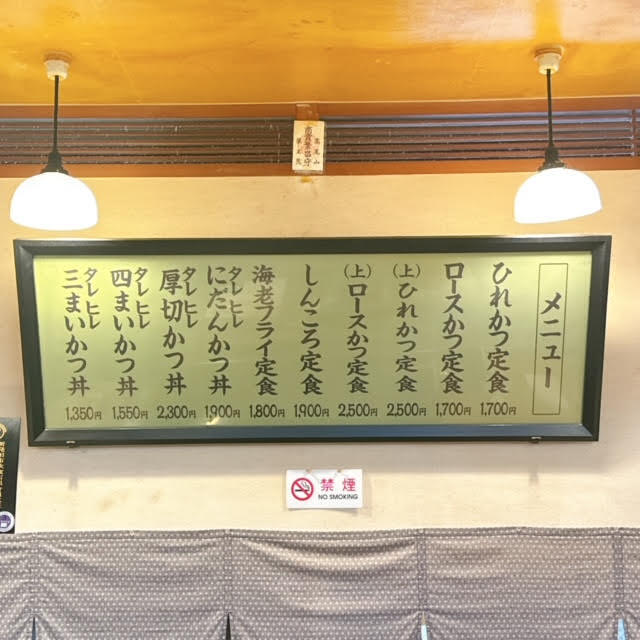 メニュー
ひれかつ定食 1,700円
ロースかつ定食 1,700円
(上)ひれかつ定食 2,500円
(上)ロースかつ定食 2,500円
しんころ定食 1,900円
海老フライ定食 1,800円
タレヒレ
にだんかつ丼 1,900円
タレヒレ
厚切かつ丼 2,300円
タレヒレ
四まいかつ丼 1,550円
タレヒレ
三まいかつ丼 1,350円
高尾山
禁煙
NO SMOKING